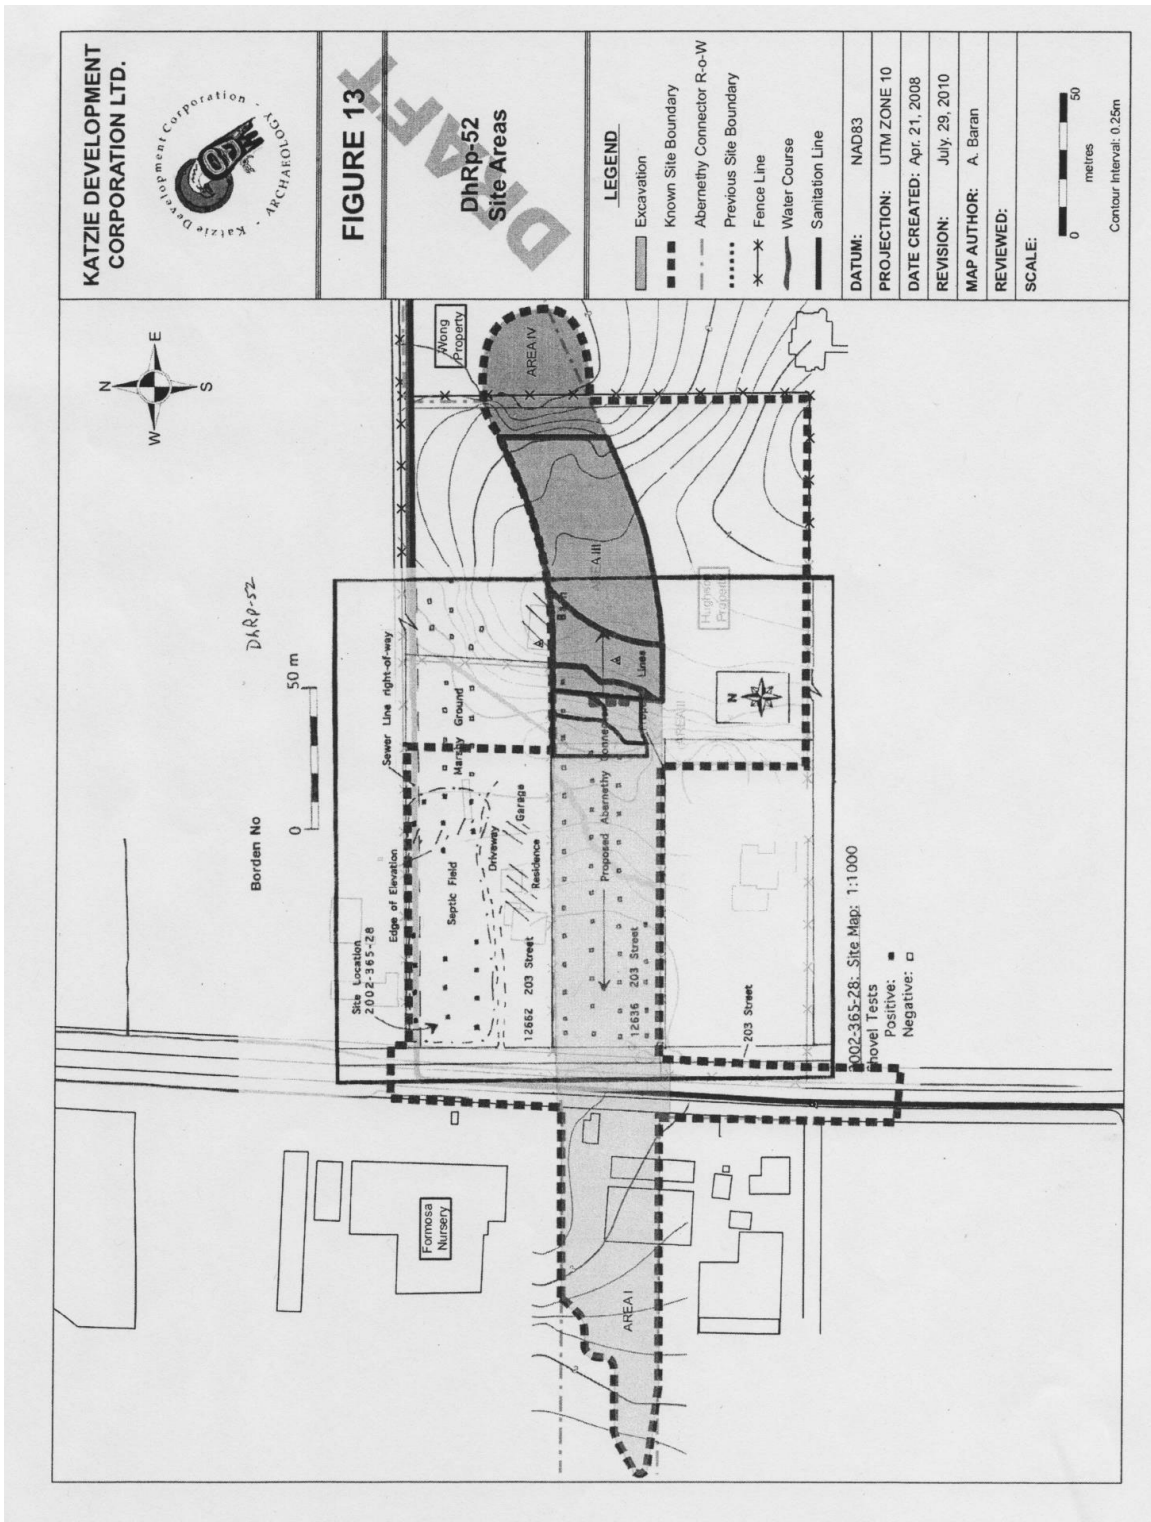 KATZIE DEVELOPMENT
CORPORATION LTD.
Katzie Development Corporation -
- ARCHAEOLOGY
FIGURE 13
DRAFT
DhRp-52
Site Areas
LEGEND
Excavation
Known Site Boundary
Abernethy Connector R-o-W
Previous Site Boundary
Fence Line
Water Course
Sanitation Line
DATUM: NAD83
PROJECTION: UTM ZONE 10
DATE CREATED: Apr. 21, 2008
REVISION: July. 29, 2010
MAP AUTHOR: A. Baran
REVIEWED:
SCALE:
0 50
metres
Contour Interval: 0.25m
N
W E
S
Wong
Property
AREA IV
AREA III
Hughson
Property
Borden No DhRp-52
0 50 m
Sewer Line right-of-way
Edge of Elevation
Marshy Ground
Site Location
2002-365-28
Septic Field
Driveway
Garage
Residence
Barn
12662 203 Street
Proposed Abernethy Connec
Lines
12636 203 Street
AREA II
N
203 Street
002-365-28: Site Map: 1:1000
hovel Tests
Positive:
Negative:
Formosa
Nursery
AREA I